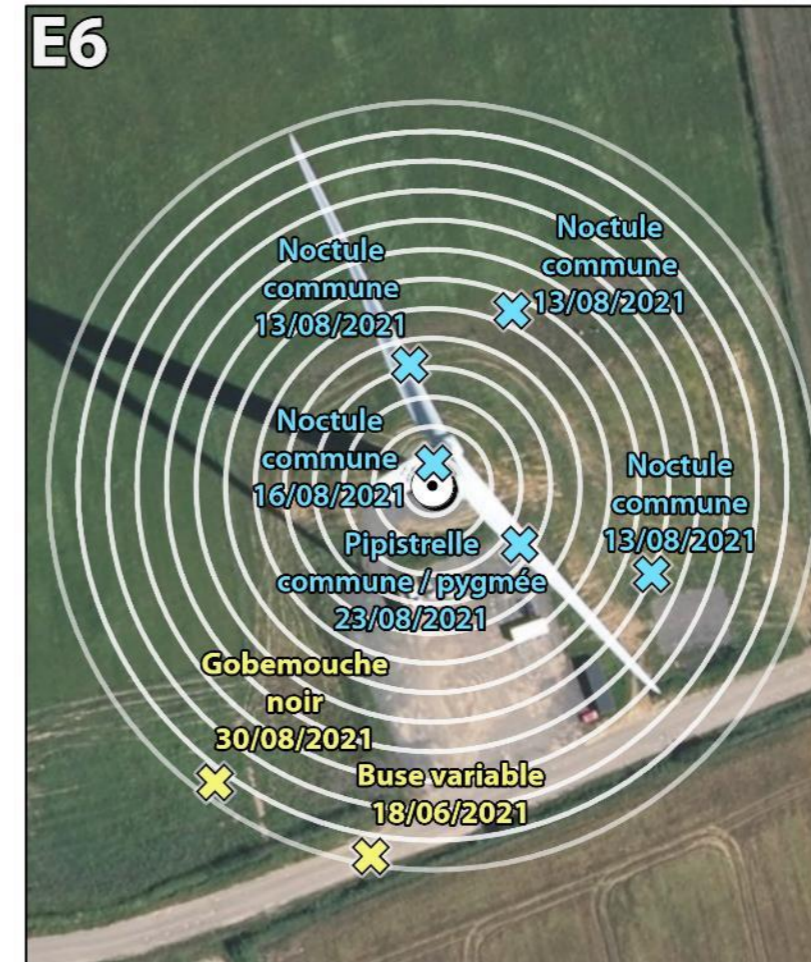 E6
Noctule
commune
13/08/2021
Noctule
commune
13/08/2021
Noctule
commune
16/08/2021
Noctule
commune
13/08/2021
Pipistrelle
commune / pygmée
23/08/2021
Gobemouche
noir
30/08/2021
Buse variable
18/06/2021